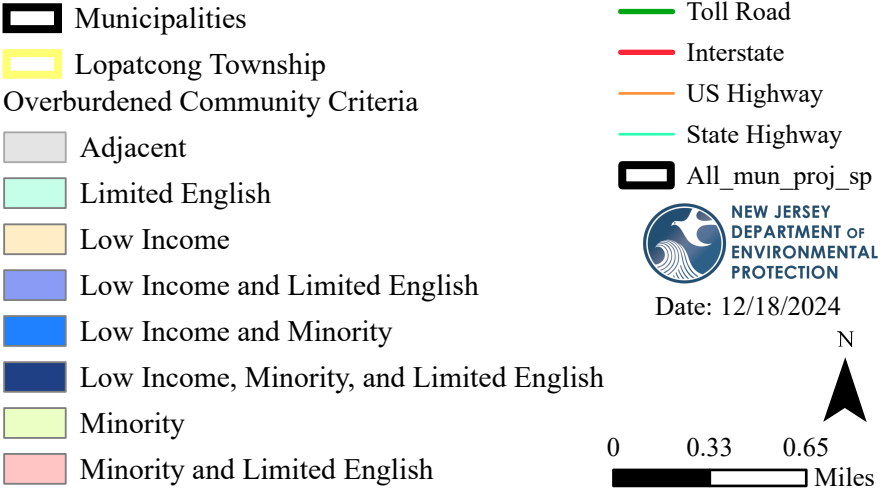 Municipalities
Lopatcong Township
Overburdened Community Criteria
Adjacent
Limited English
Low Income
Low Income and Limited English
Low Income and Minority
Low Income, Minority, and Limited English
Minority
Minority and Limited English
Toll Road
Interstate
US Highway
State Highway
All_mun_proj_sp
NEW JERSEY
DEPARTMENT OF
ENVIRONMENTAL
PROTECTION
Date: 12/18/2024
N
0 0.33 0.65
Miles